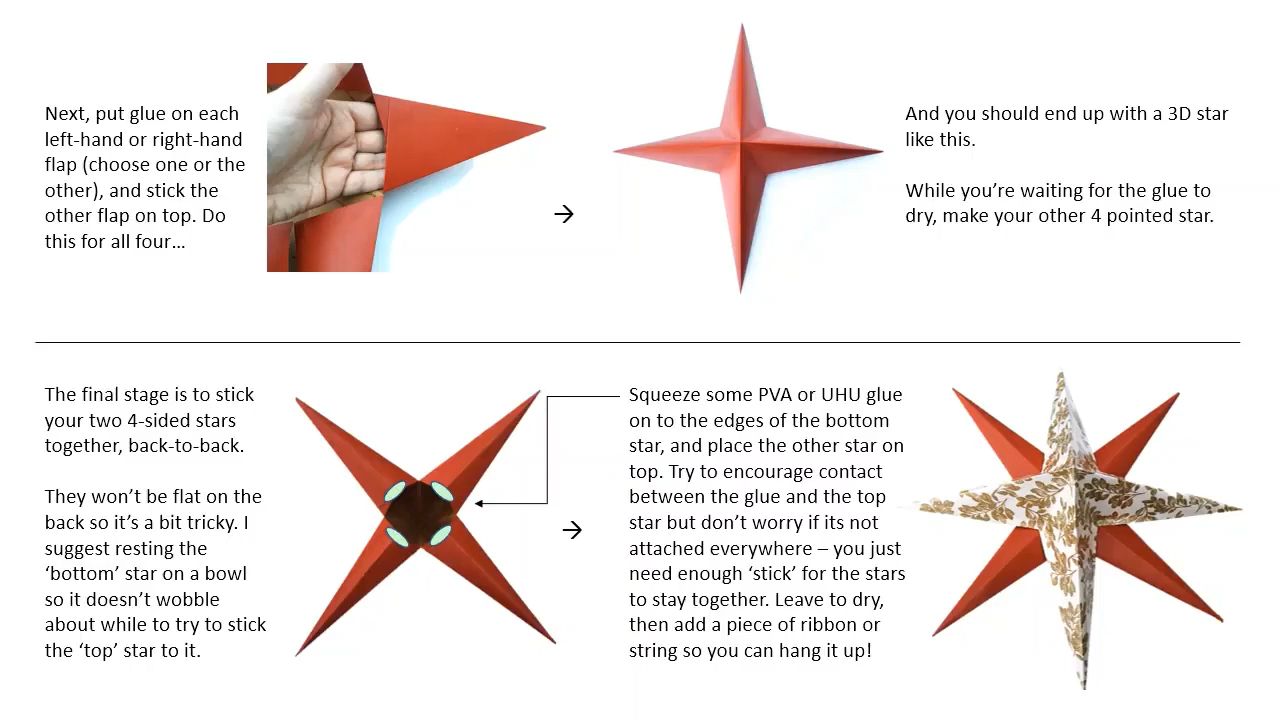 Next, put glue on each
left-hand or right-hand
flap (choose one or the
other), and stick the
other flap on top. Do
this for all four…
And you should end up with a 3D star
like this.
While you’re waiting for the glue to
dry, make your other 4 pointed star.
The final stage is to stick
your two 4-sided stars
together, back-to-back.
They won’t be flat on the
back so it’s a bit tricky. I
suggest resting the
‘bottom’ star on a bowl
so it doesn’t wobble
about while to try to stick
the ‘top’ star to it.
Squeeze some PVA or UHU glue
on to the edges of the bottom
star, and place the other star on
top. Try to encourage contact
between the glue and the top
star but don’t worry if its not
attached everywhere – you just
need enough ‘stick’ for the stars
to stay together. Leave to dry,
then add a piece of ribbon or
string so you can hang it up!